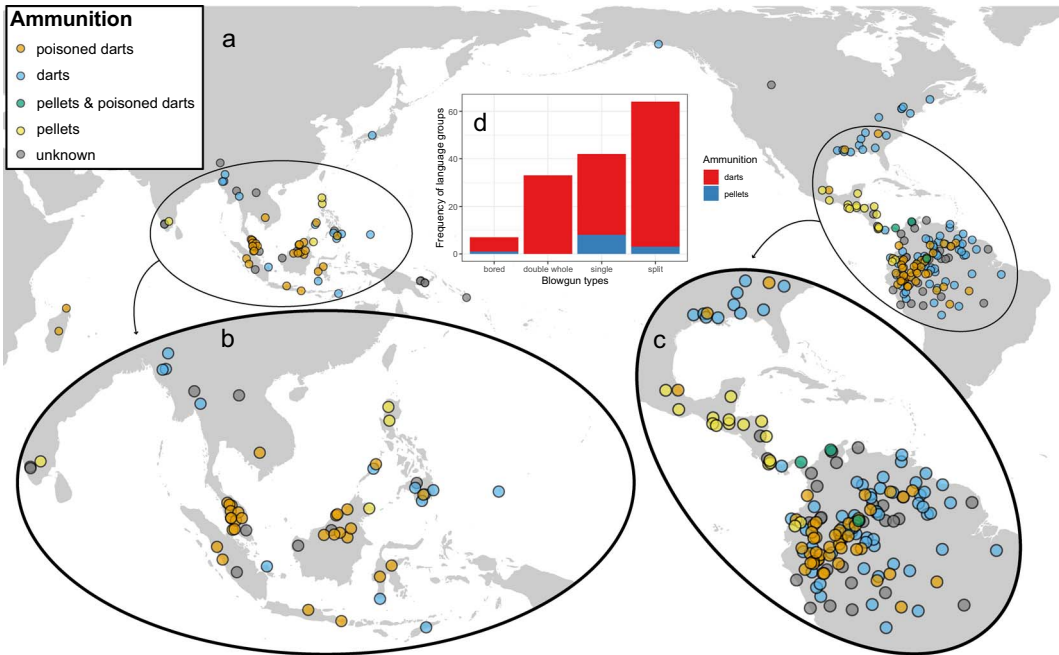 Ammunition
poisoned darts
darts
pellets & poisoned darts
pellets
unknown
a
d
60
40
20
0
Frequency of language groups
bored double whole single split
Blowgun types
Ammunition
darts
pellets
b
c